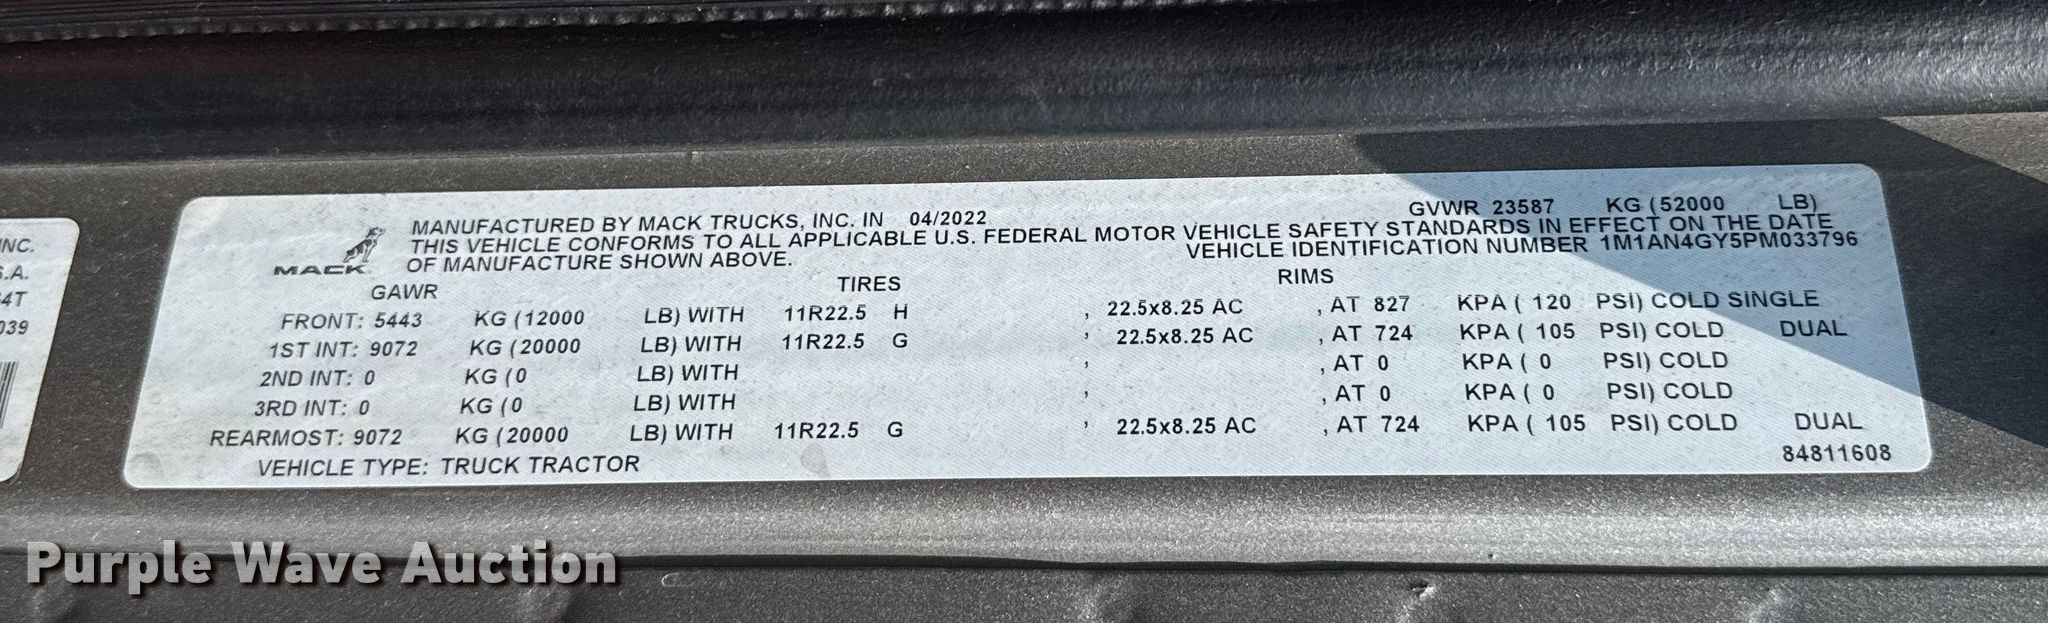 MANUFACTURED BY MACK TRUCKS, INC. IN 04/2022 GVWR 23587 KG (52000 LB)
THIS VEHICLE CONFORMS TO ALL APPLICABLE U.S. FEDERAL MOTOR VEHICLE SAFETY STANDARDS IN EFFECT ON THE DATE
OF MANUFACTURE SHOWN ABOVE. VEHICLE IDENTIFICATION NUMBER 1M1AN4GY5PM033796
MACK
GAWR TIRES RIMS
FRONT: 5443 KG (12000 LB) WITH 11R22.5 H , 22.5x8.25 AC , AT 827 KPA ( 120 PSI) COLD SINGLE
1ST INT: 9072 KG (20000 LB) WITH 11R22.5 G , 22.5x8.25 AC , AT 724 KPA ( 105 PSI) COLD DUAL
2ND INT: 0 KG (0 LB) WITH , , AT 0 KPA ( 0 PSI) COLD
3RD INT: 0 KG (0 LB) WITH , , AT 0 KPA ( 0 PSI) COLD
REARMOST: 9072 KG (20000 LB) WITH 11R22.5 G , 22.5x8.25 AC , AT 724 KPA ( 105 PSI) COLD DUAL
VEHICLE TYPE: TRUCK TRACTOR 84811608
INC.
S.A.
64T
039
Purple Wave Auction